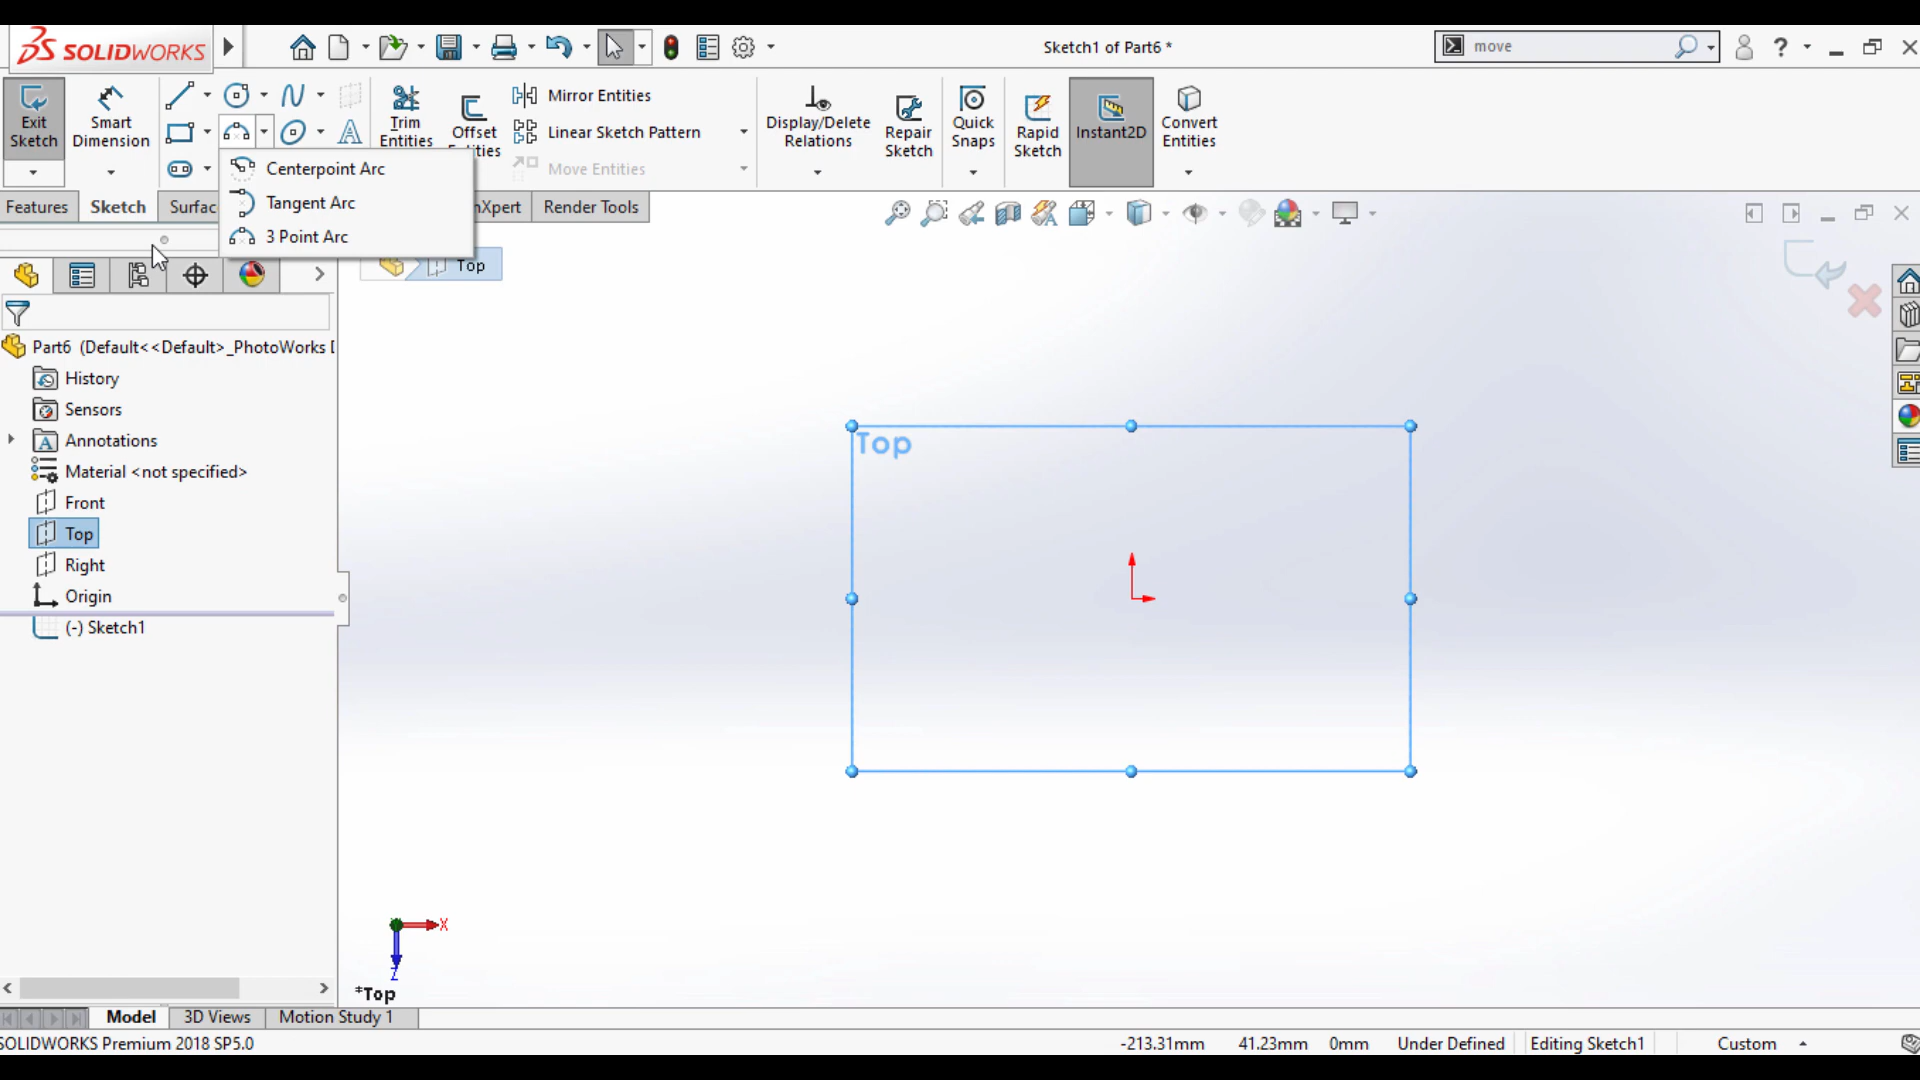 SOLIDWORKS
Sketch1 of Part6 *
move
?
Exit
Sketch
Smart
Dimension
Trim
Entities
Offset
Mirror Entities
Linear Sketch Pattern
Move Entities
Display/Delete
Relations
Repair
Sketch
Quick
Snaps
Rapid
Sketch
Instant2D
Convert
Entities
Centerpoint Arc
Tangent Arc
3 Point Arc
Features
Sketch
Render Tools
Top
Part6 (Default<<Default>_PhotoWorks
History
Sensors
Annotations
Material <not specified>
Front
Top
Right
Origin
(-) Sketch1
Top
X
Z
*Top
Model
3D Views
Motion Study 1
SOLIDWORKS Premium 2018 SP5.0
-213.31mm
41.23mm
0mm
Under Defined
Editing Sketch1
Custom